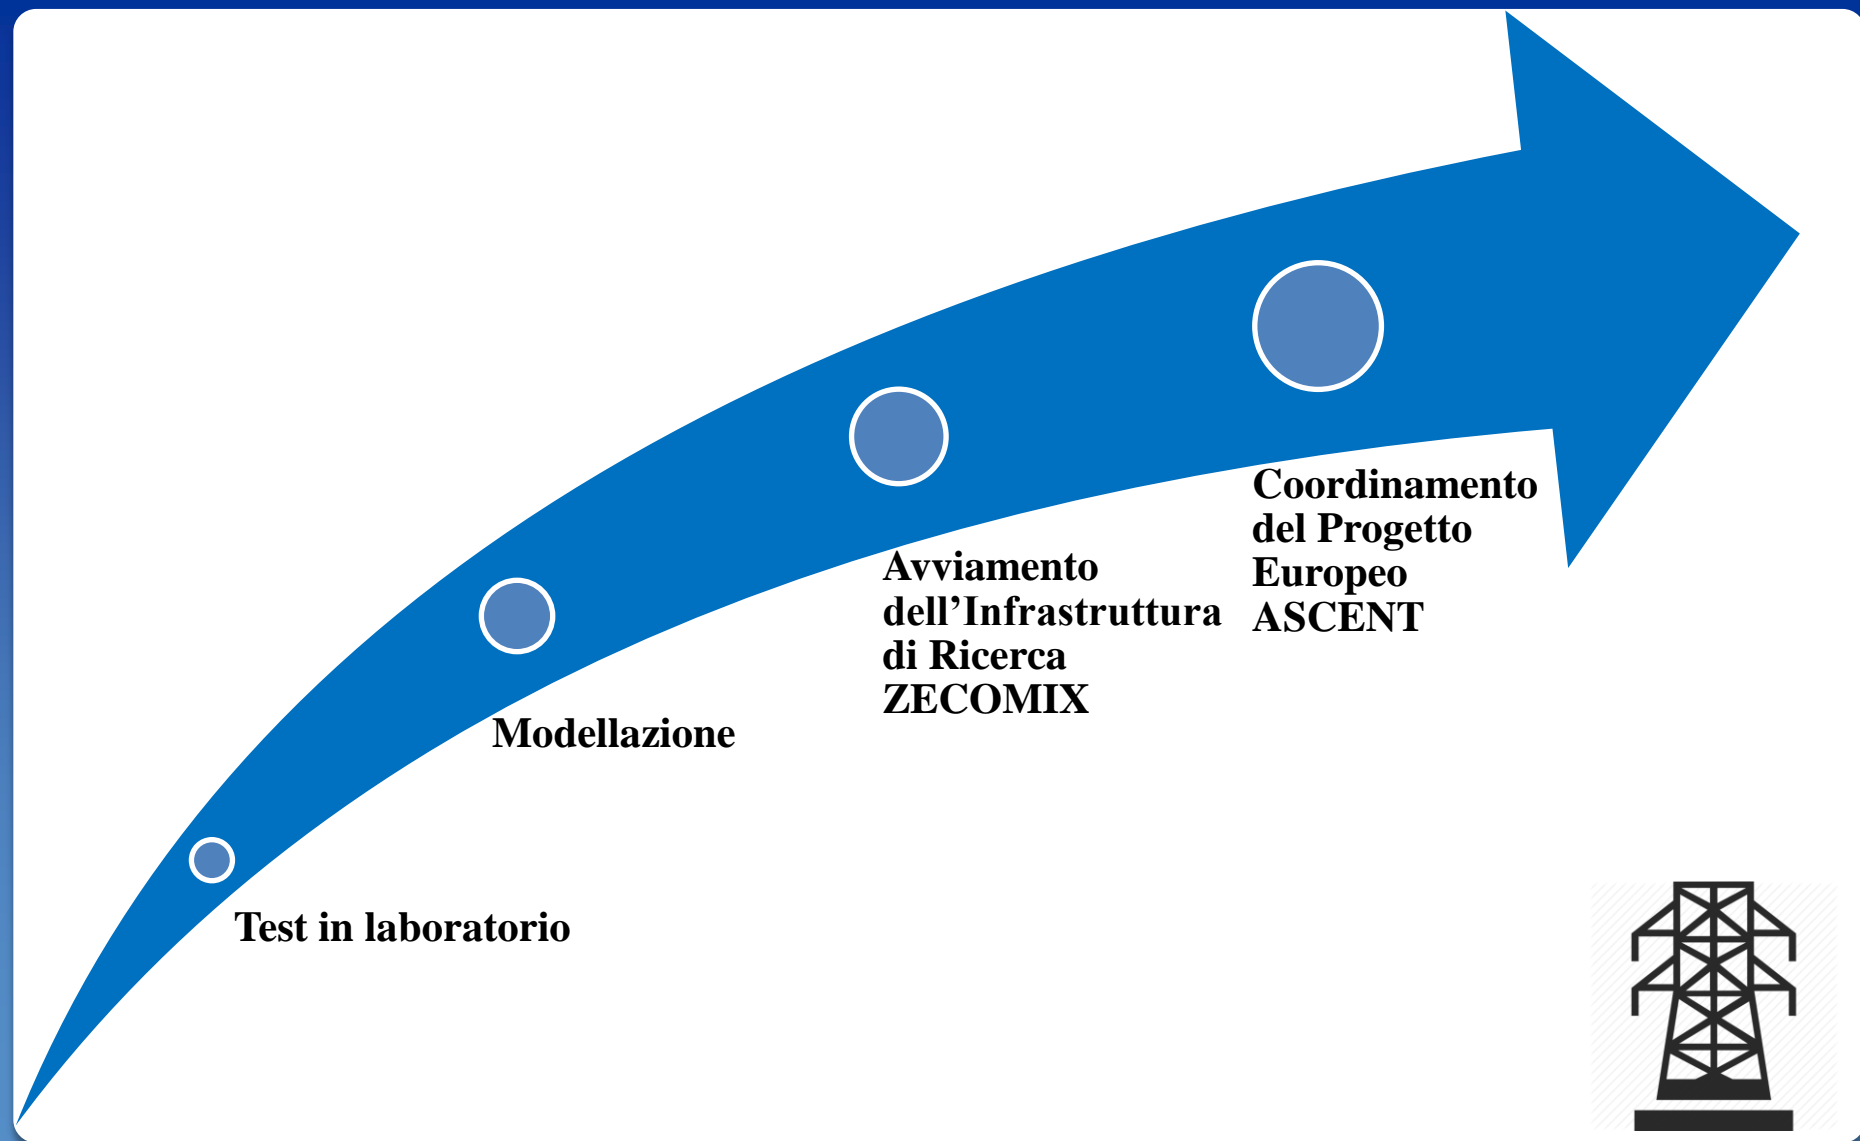 Test in laboratorio
Modellazione
Avviamento
dell’Infrastruttura
di Ricerca
ZECOMIX
Coordinamento
del Progetto
Europeo
ASCENT